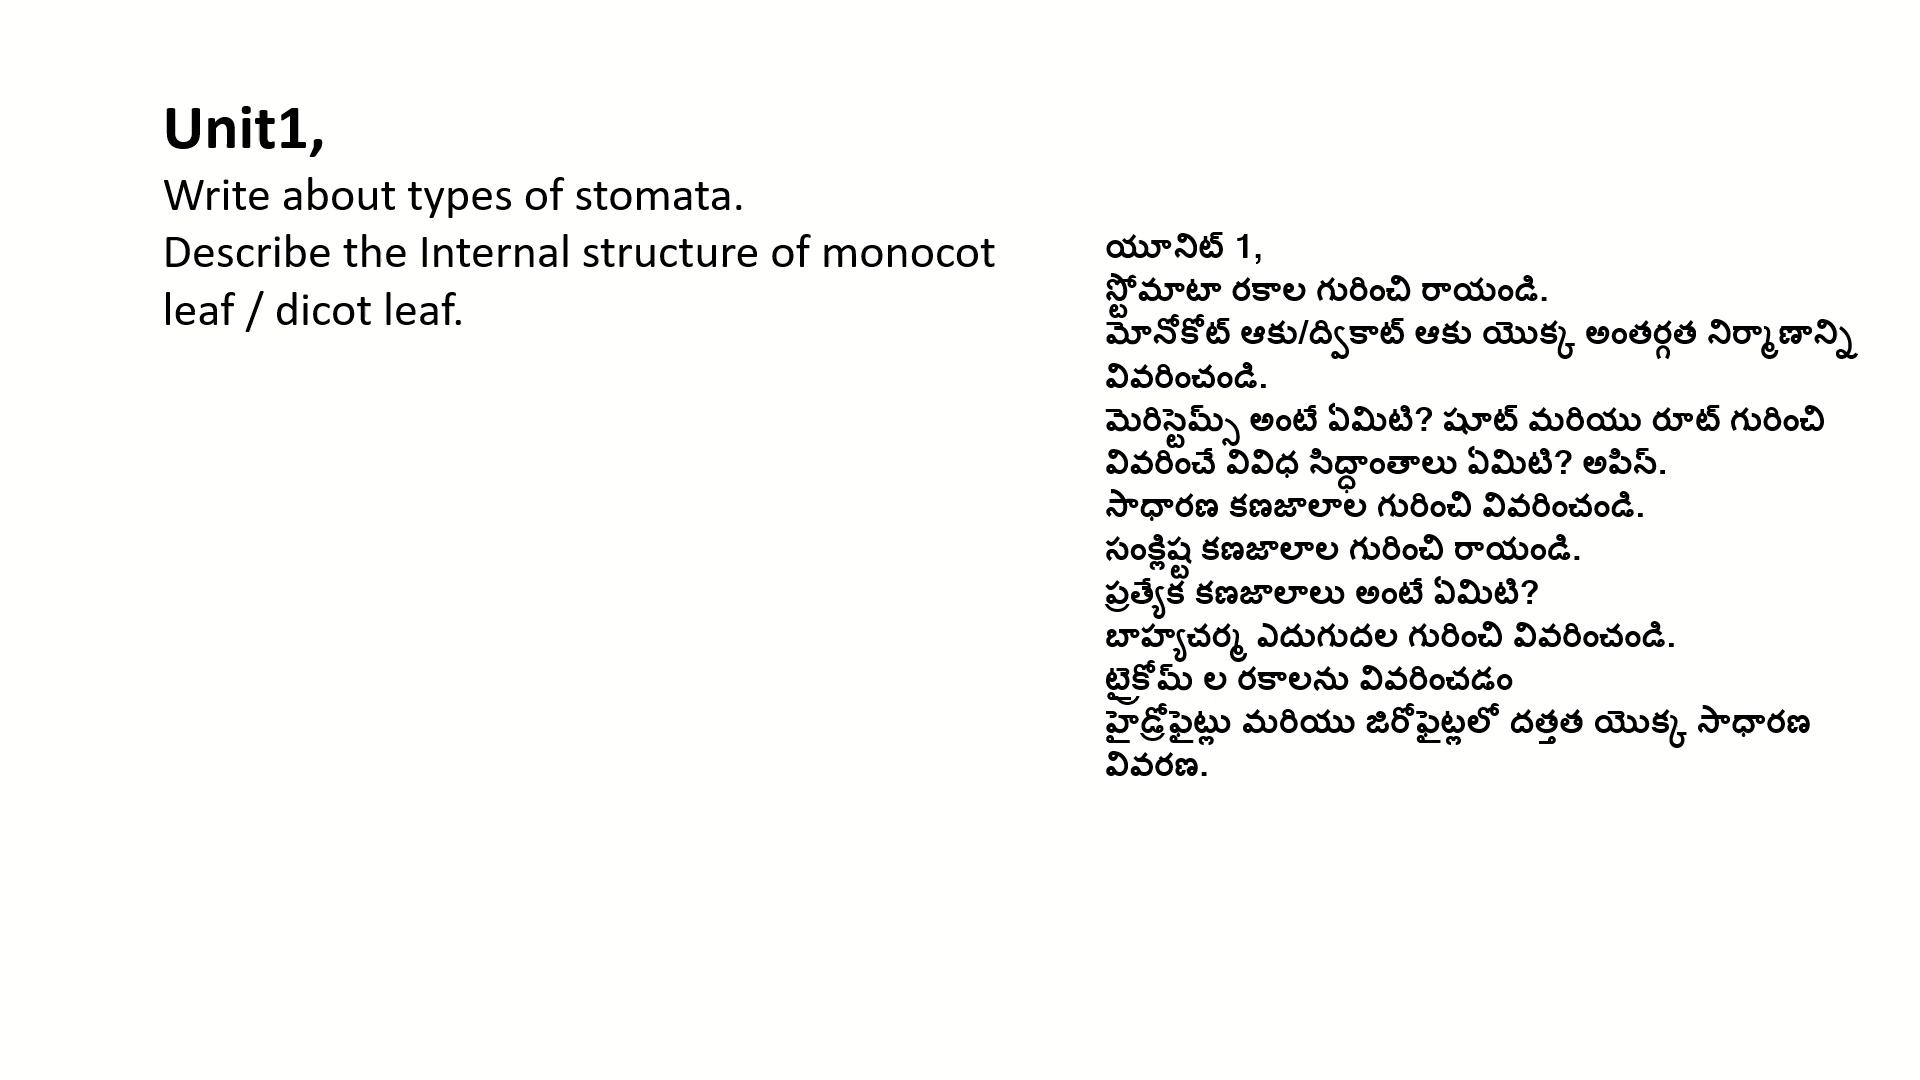 Unit1,
Write about types of stomata.
Describe the Internal structure of monocot
leaf / dicot leaf.
యూనిట్ 1,
స్టోమాటా రకాల గురించి రాయండి.
మోనోకోట్ ఆకు/ద్వికాట్ ఆకు యొక్క అంతర్గత నిర్మాణాన్ని
వివరించండి.
మెరిస్టెమ్స్ అంటే ఏమిటి? షూట్ మరియు రూట్ గురించి
వివరించే వివిధ సిద్ధాంతాలు ఏమిటి? అపిస్.
సాధారణ కణజాలాల గురించి వివరించండి.
సంక్లిష్ట కణజాలాల గురించి రాయండి.
ప్రత్యేక కణజాలాలు అంటే ఏమిటి?
బాహ్యచర్మ ఎదుగుదల గురించి వివరించండి.
ట్రైకోమ్ ల రకాలను వివరించడం
హైడ్రోఫైట్లు మరియు జిరోఫైట్లలో దత్తత యొక్క సాధారణ
వివరణ.